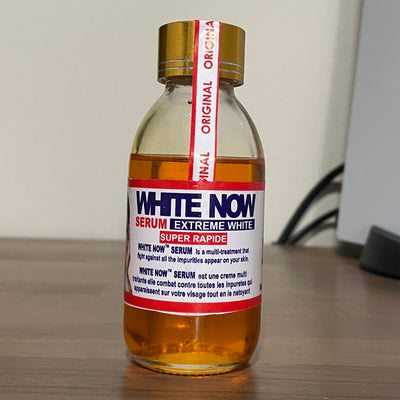 ORIGINAL
ORIGINAL
WHITE NOW
SERUM EXTREME WHITE
SUPER RAPIDE
WHITE NOW™ SERUM Is a multi-treatment that
fight against all the impurities appear on your skin.
WHITE NOW™ SERUM est une creme multi
traitante elle combat contre toutes les inpuretes qui
apparaissent sur votre visage tout en le netoyant